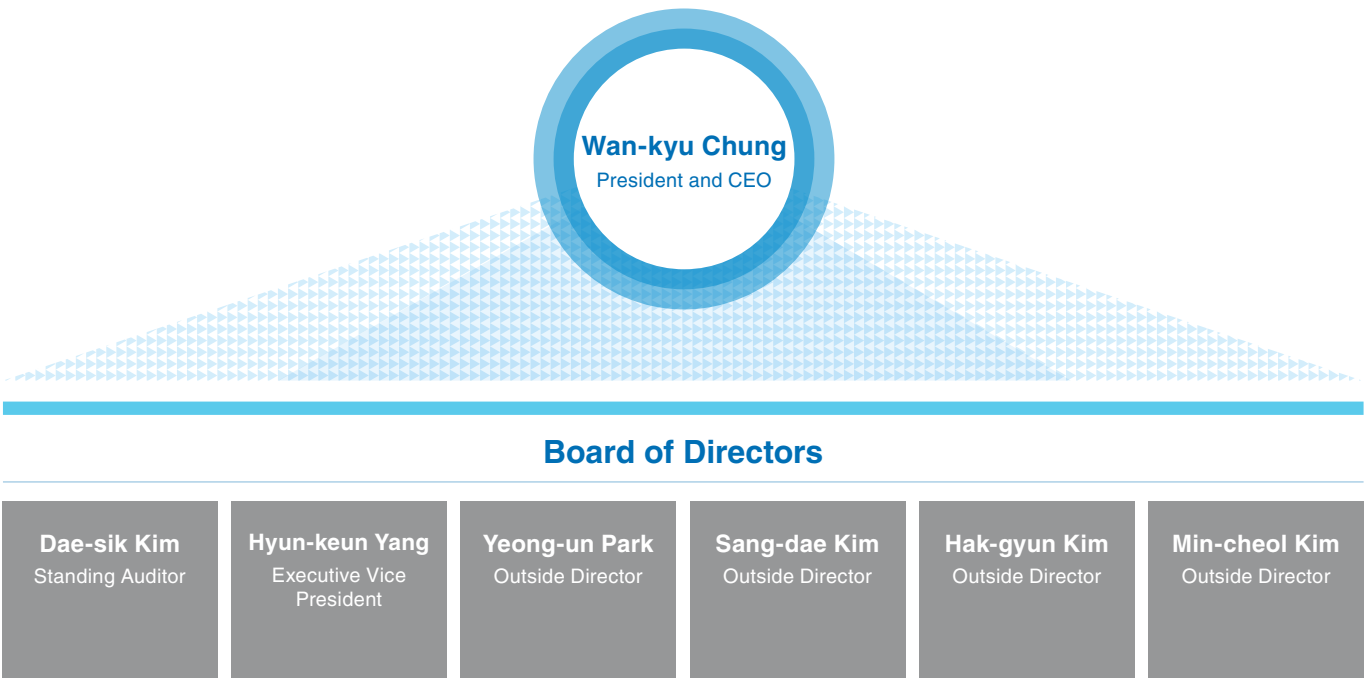 Wan-kyu Chung
President and CEO
Board of Directors
Dae-sik Kim
Standing Auditor
Hyun-keun Yang
Executive Vice
President
Yeong-un Park
Outside Director
Sang-dae Kim
Outside Director
Hak-gyun Kim
Outside Director
Min-cheol Kim
Outside Director